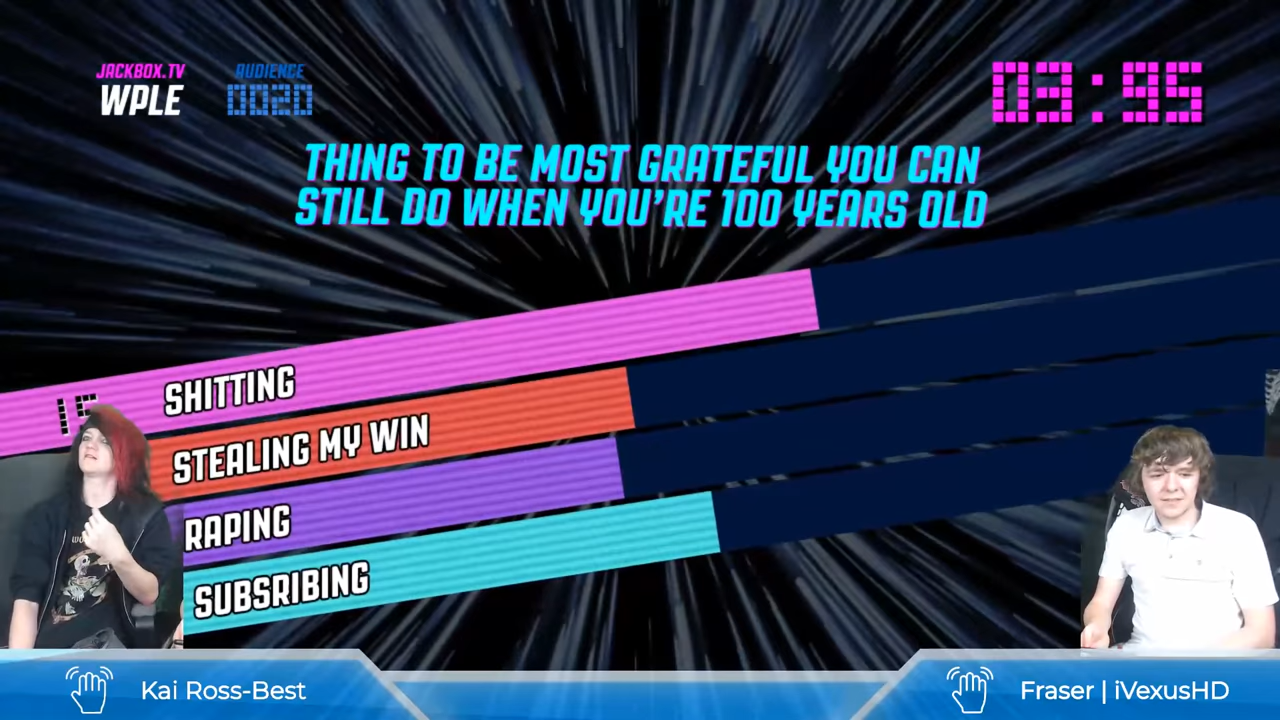 JACKBOX.TV
WPLE
AUDIENCE
0020
03:95
THING TO BE MOST GRATEFUL YOU CAN
STILL DO WHEN YOU'RE 100 YEARS OLD
15
SHITTING
STEALING MY WIN
RAPING
SUBSRIBING
Kai Ross-Best
Fraser | iVexusHD